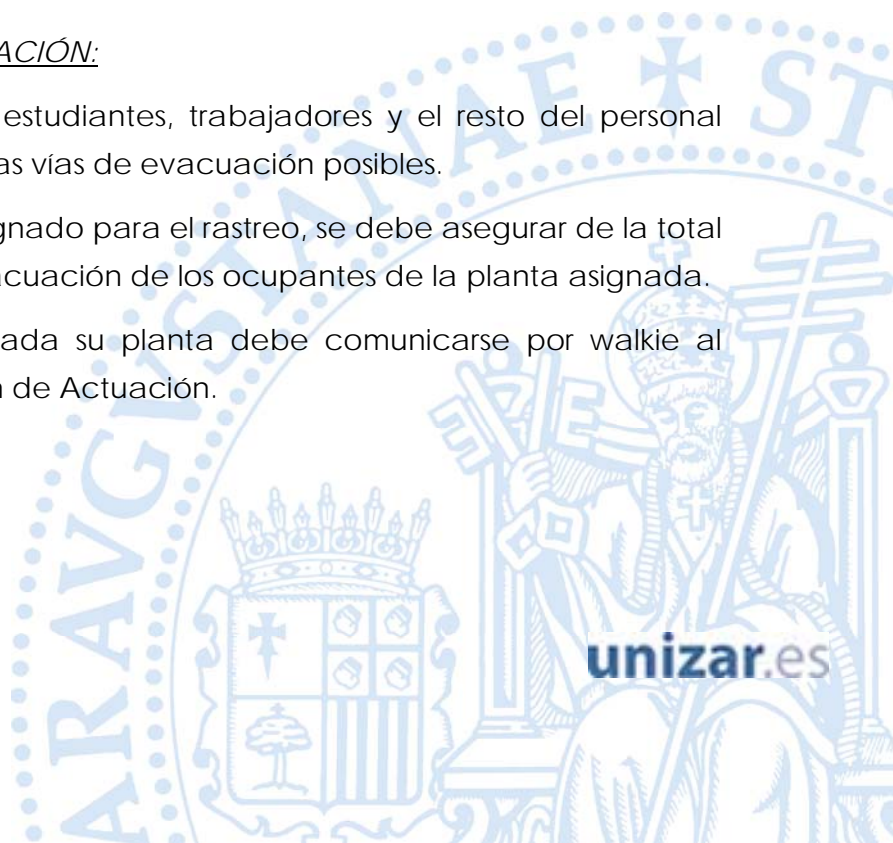 ACIÓN:
estudiantes, trabajadores y el resto del personal
as vías de evacuación posibles.
gnado para el rastreo, se debe asegurar de la total
acuación de los ocupantes de la planta asignada.
ada su planta debe comunicarse por walkie al
n de Actuación.
ARAVGVSTANAE ST
unizar.es